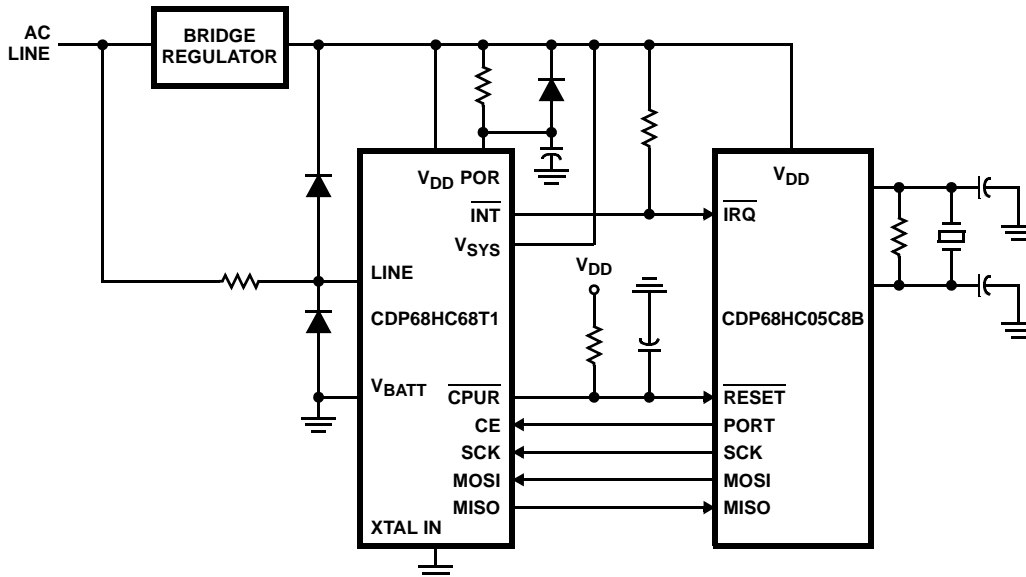 AC
LINE
BRIDGE
REGULATOR
VDD POR
INT
VSYS
LINE
CDP68HC68T1
VBATT
CPUR
CE
SCK
MOSI
MISO
XTAL IN
VDD
VDD
IRQ
CDP68HC05C8B
RESET
PORT
SCK
MOSI
MISO